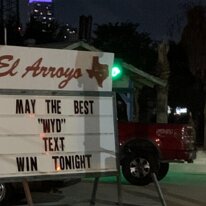 El Arroyo
MAY THE BEST
"WYD"
TEXT
WIN TONIGHT